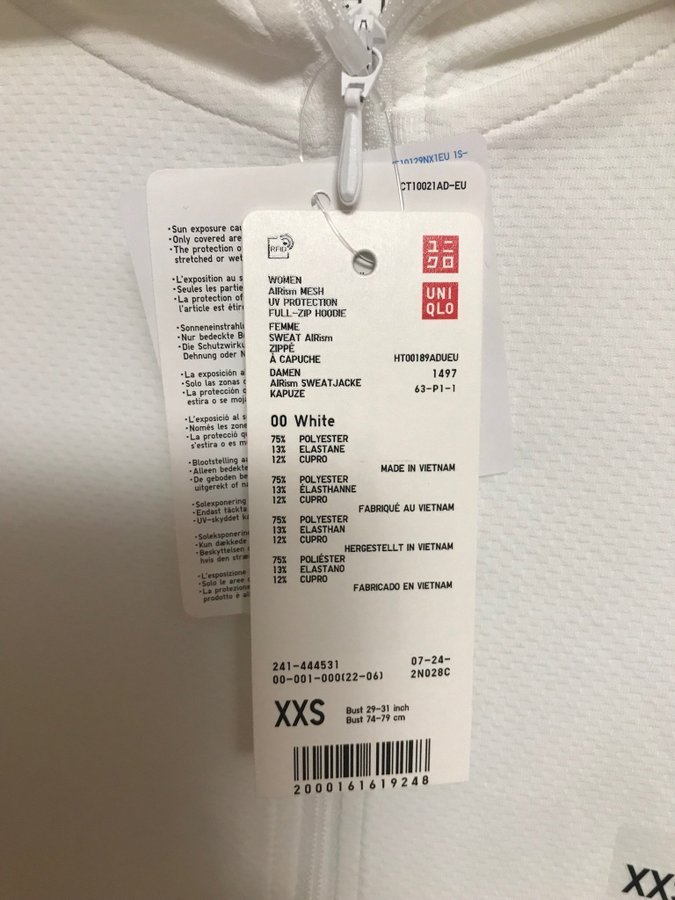 CT10129NX1EU 1S-
CT10021AD-EU
•Sun exposure
•Only covered are
•The protection o
stretched or wet
•L'exposition au s
•Seules les partie
•La protection of
l'article est étir
•Sonneneinstrahl
•Nur bedeckte
•Die Schutzwirk
Dehnung oder N
•La exposición a
•Solo las zonas
•La protección
estira o se moj
•L'exposició al s
•Només les zone
•La protecció q
s'estira o es m
•Blootstelling a
•Alleen bedekte
•De geboden be
uitgerekt of na
•Solexponering
•Endast täckta
•UV-skyddet k
•Soleksponerin
•Kun dækkede
•Beskyttelsen
hvis den stræ
•L'esposizione
•Solo le aree
•La protezione
prodotto è al
RFID
ユニ
クロ
UNI
QLO
WOMEN
AIRism MESH
UV PROTECTION
FULL-ZIP HOODIE
FEMME
SWEAT AIRism
ZIPPÉ
À CAPUCHE
HT00189ADUEU
DAMEN
1497
AIRism SWEATJACKE
63-P1-1
KAPUZE
00 White
75% POLYESTER
13% ELASTANE
12% CUPRO
MADE IN VIETNAM
75% POLYESTER
13% ÉLASTHANNE
12% CUPRO
FABRIQUÉ AU VIETNAM
75% POLYESTER
13% ELASTHAN
12% CUPRO
HERGESTELLT IN VIETNAM
75% POLIÉSTER
13% ELASTANO
12% CUPRO
FABRICADO EN VIETNAM
241-444531
07-24-
00-001-000(22-06)
2N028C
XXS
Bust 29-31 inch
Bust 74-79 cm
2000161619248
XXS